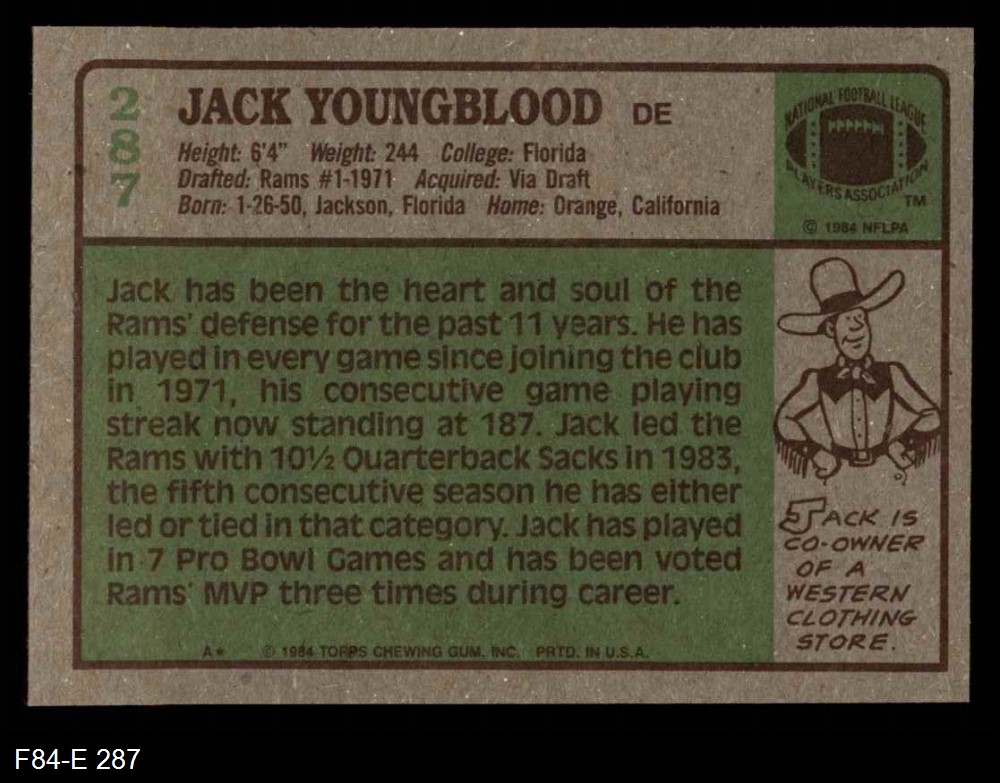 287
JACK YOUNGBLOOD DE
Height: 6'4" Weight: 244 College: Florida
Drafted: Rams #1-1971 Acquired: Via Draft
Born: 1-26-50, Jackson, Florida Home: Orange, California
NATIONAL FOOTBALL LEAGUE
PLAYERS ASSOCIATION
TM
© 1984 NFLPA
Jack has been the heart and soul of the
Rams' defense for the past 11 years. He has
played in every game since joining the club
in 1971, his consecutive game playing
streak now standing at 187. Jack led the
Rams with 10½ Quarterback Sacks in 1983,
the fifth consecutive season he has either
led or tied in that category. Jack has played
in 7 Pro Bowl Games and has been voted
Rams' MVP three times during career.
JACK IS
CO-OWNER
OF A
WESTERN
CLOTHING
STORE.
A* © 1984 TOPPS CHEWING GUM, INC. PRTD. IN U.S.A.
F84-E 287